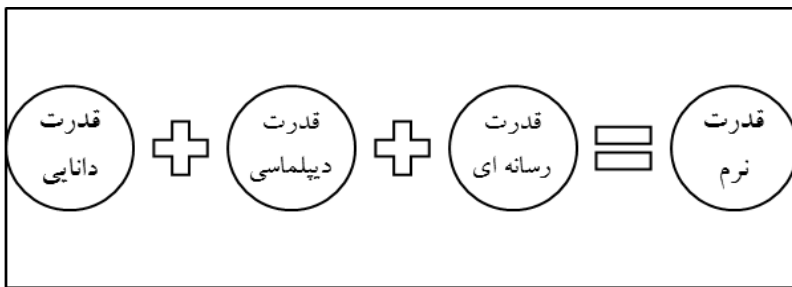 قدرت
نرم
=
قدرت
رسانه ای
+
قدرت
دیپلماسی
+
قدرت
دانایی